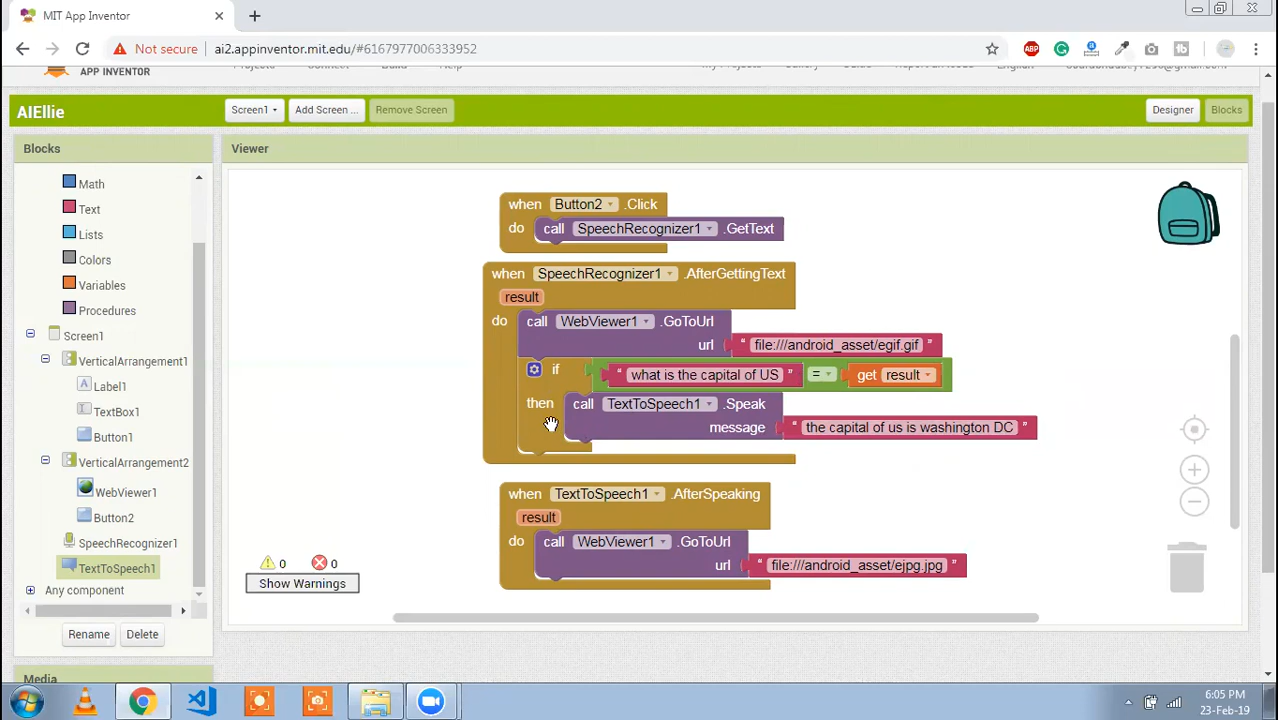 MIT App Inventor
Not secure
ai2.appinventor.mit.edu/#6167977006333952
ABP
APP INVENTOR
English
AIEllie
Screen1
Add Screen ...
Remove Screen
Designer
Blocks
Blocks
Viewer
Math
Text
Lists
Colors
Variables
Procedures
Screen1
VerticalArrangement1
Label1
TextBox1
Button1
VerticalArrangement2
WebViewer1
Button2
SpeechRecognizer1
TextToSpeech1
Any component
Rename
Delete
Media
when Button2 .Click
do call SpeechRecognizer1 .GetText
when SpeechRecognizer1 .AfterGettingText
result
do call WebViewer1 .GoToUrl
url " file:///android_asset/egif.gif "
if " what is the capital of US " = get result
then call TextToSpeech1 .Speak
message " the capital of us is washington DC "
when TextToSpeech1 .AfterSpeaking
result
do call WebViewer1 .GoToUrl
url " file:///android_asset/ejpg.jpg "
0 0
Show Warnings
6:05 PM
23-Feb-19